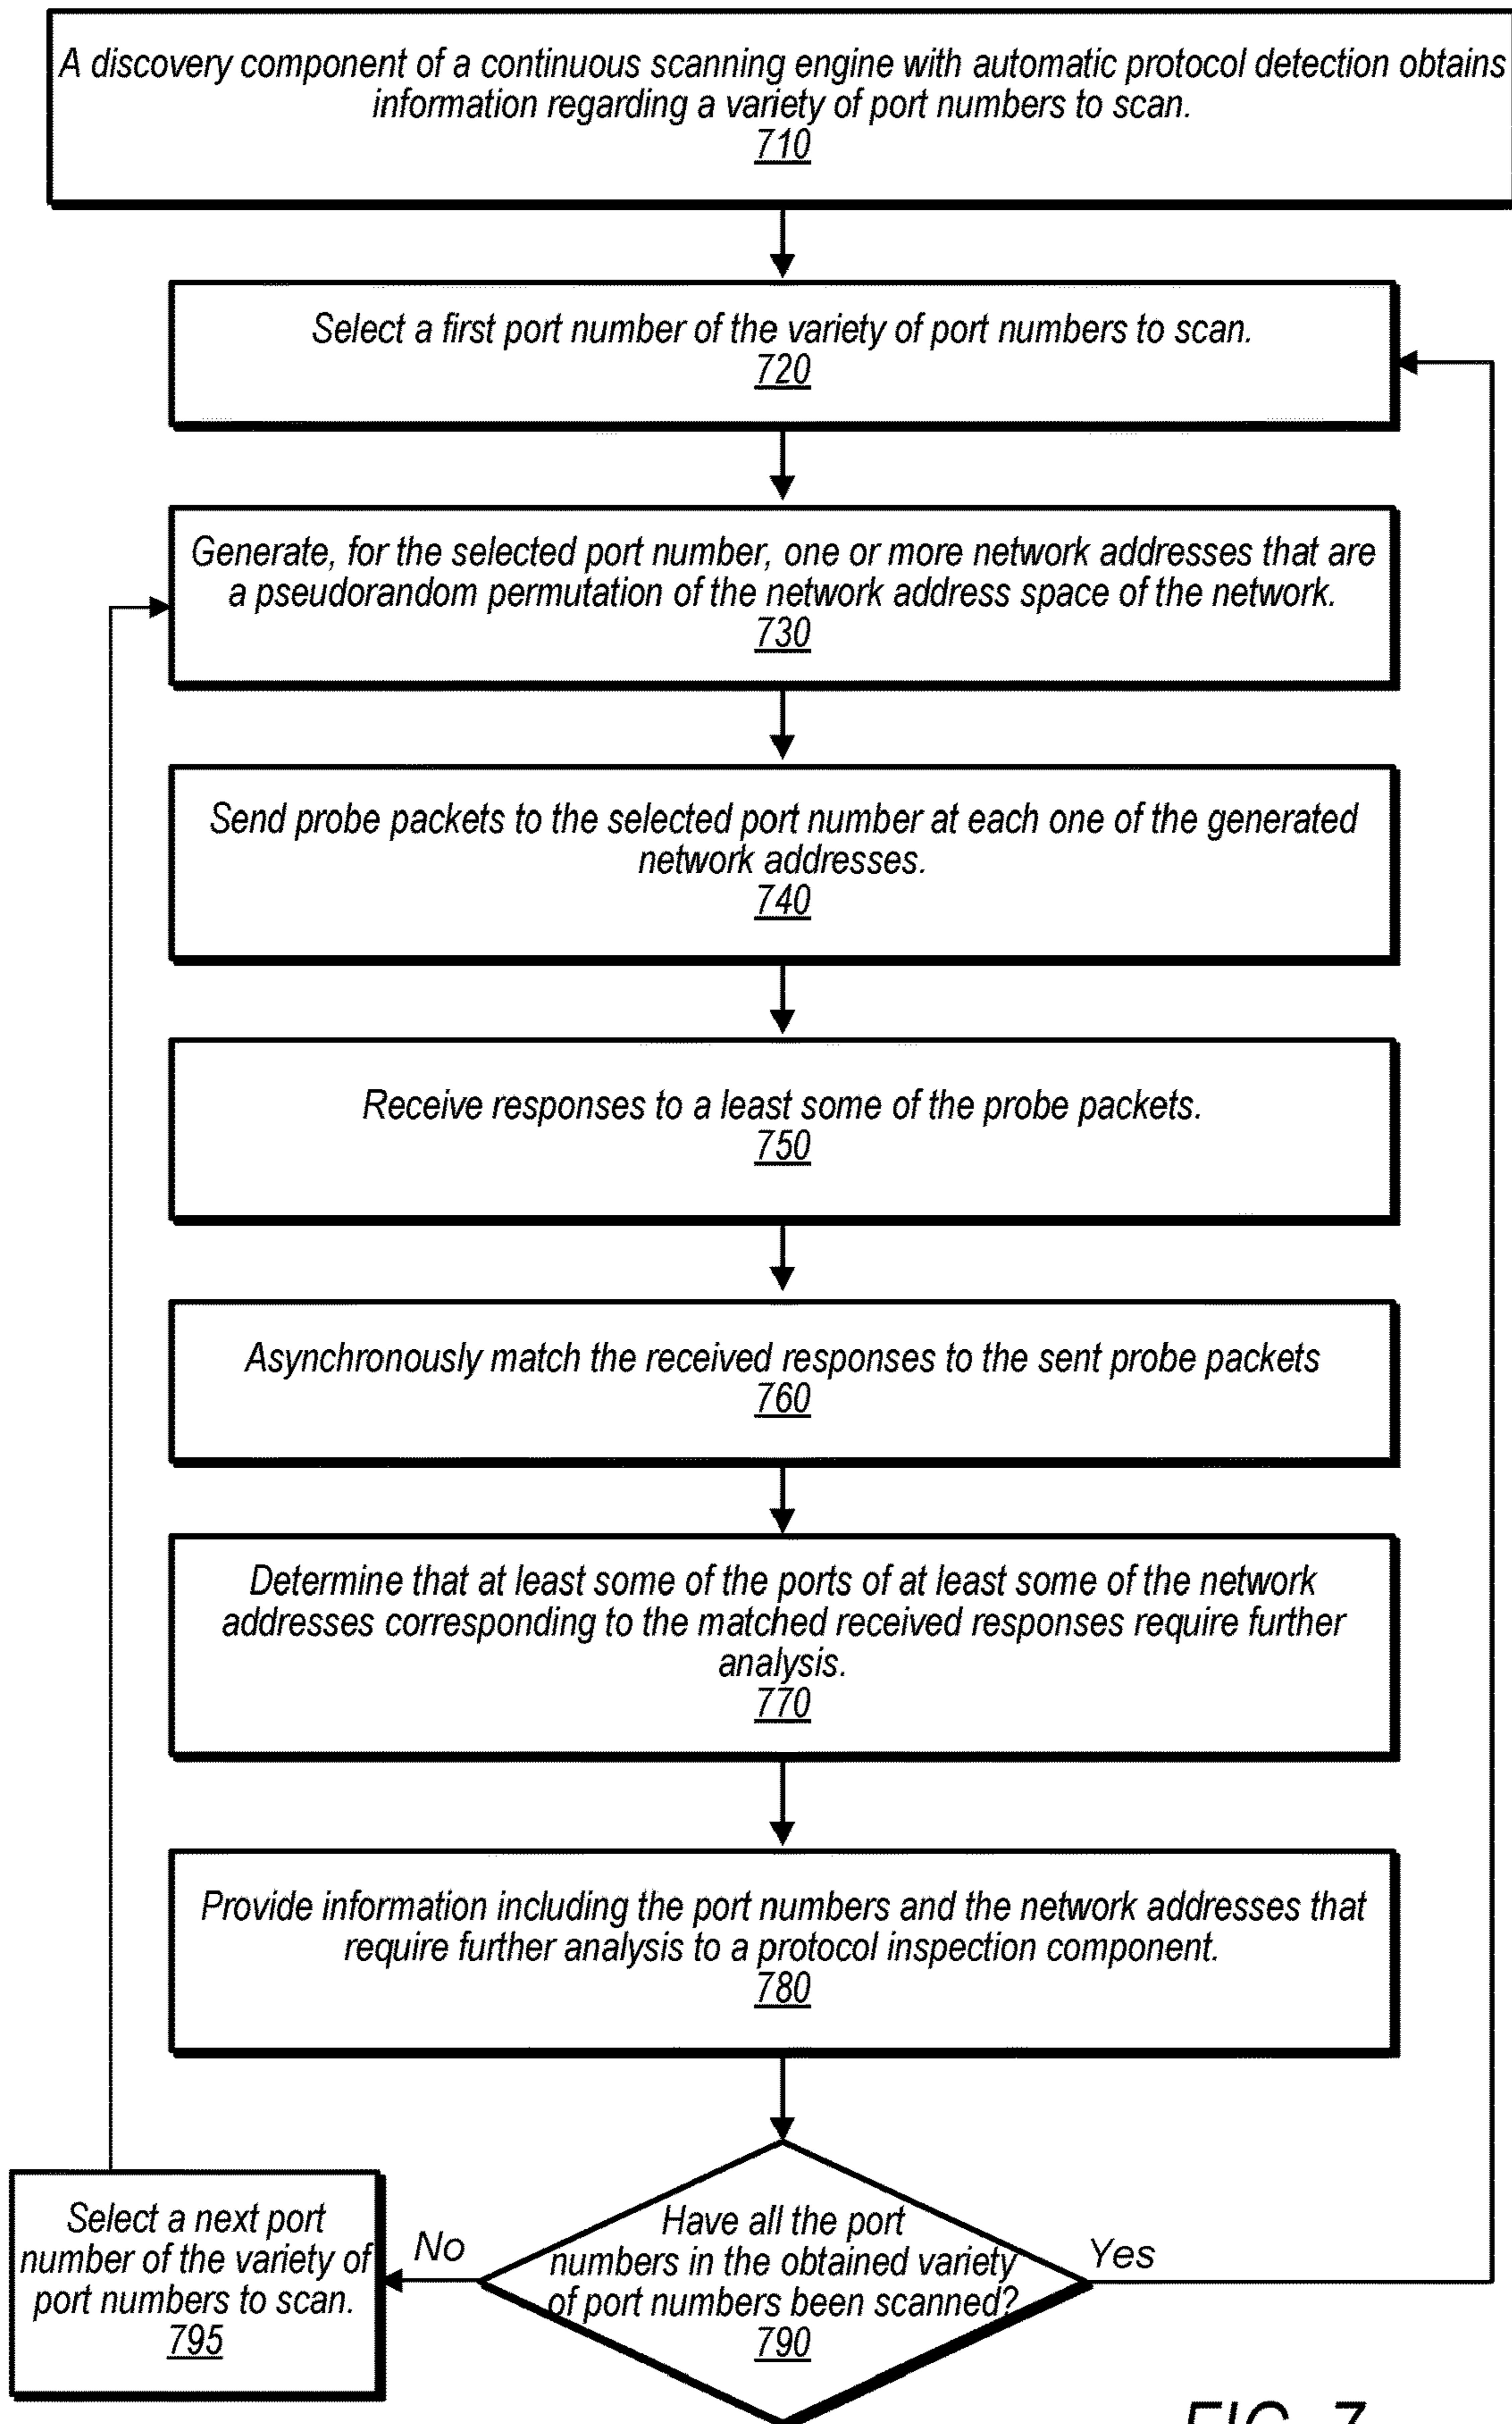 A discovery component of a continuous scanning engine with automatic protocol detection obtains
information regarding a variety of port numbers to scan.
710
Select a first port number of the variety of port numbers to scan.
720
Generate, for the selected port number, one or more network addresses that are
a pseudorandom permutation of the network address space of the network.
730
Send probe packets to the selected port number at each one of the generated
network addresses.
740
Receive responses to a least some of the probe packets.
750
Asynchronously match the received responses to the sent probe packets
760
Determine that at least some of the ports of at least some of the network
addresses corresponding to the matched received responses require further
analysis.
770
Provide information including the port numbers and the network addresses that
require further analysis to a protocol inspection component.
780
Have all the port
numbers in the obtained variety
of port numbers been scanned?
790
Yes
No
Select a next port
number of the variety of
port numbers to scan.
795
FIG. 7